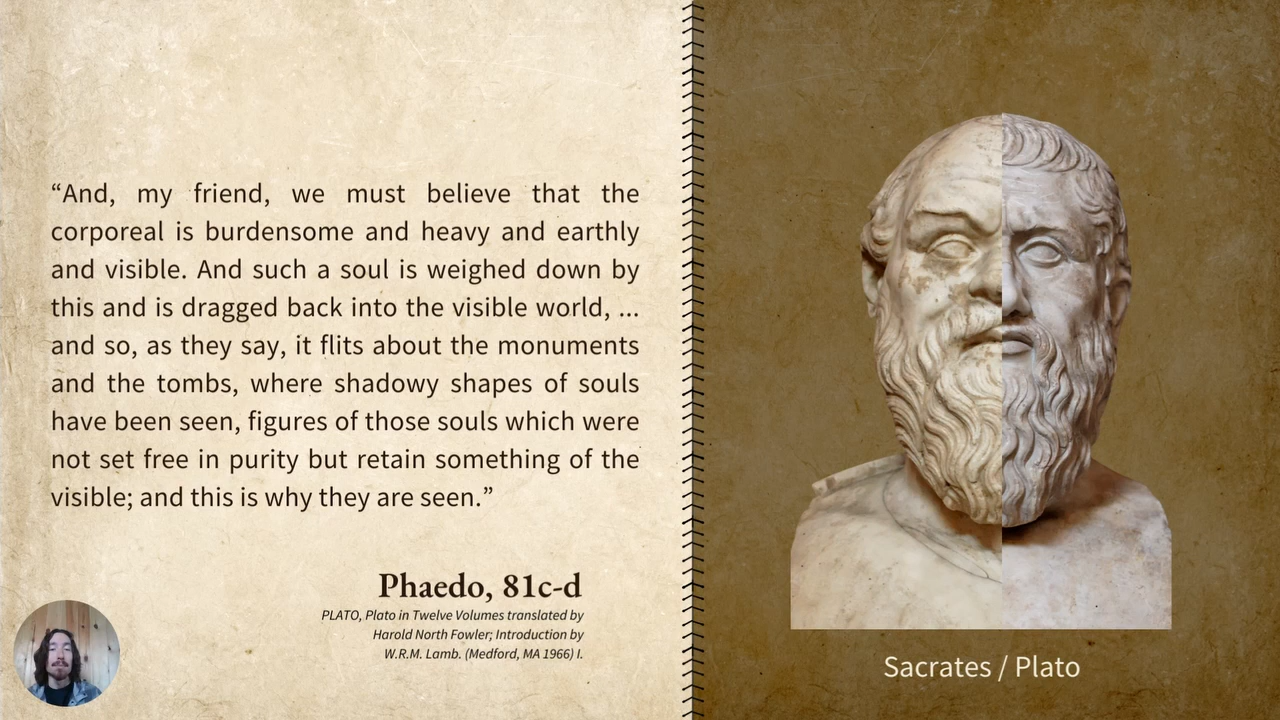 “And, my friend, we must believe that the
corporeal is burdensome and heavy and earthly
and visible. And such a soul is weighed down by
this and is dragged back into the visible world, ...
and so, as they say, it flits about the monuments
and the tombs, where shadowy shapes of souls
have been seen, figures of those souls which were
not set free in purity but retain something of the
visible; and this is why they are seen.”
Phaedo, 81c-d
PLATO, Plato in Twelve Volumes translated by
Harold North Fowler; Introduction by
W.R.M. Lamb. (Medford, MA 1966) I.
Sacrates / Plato